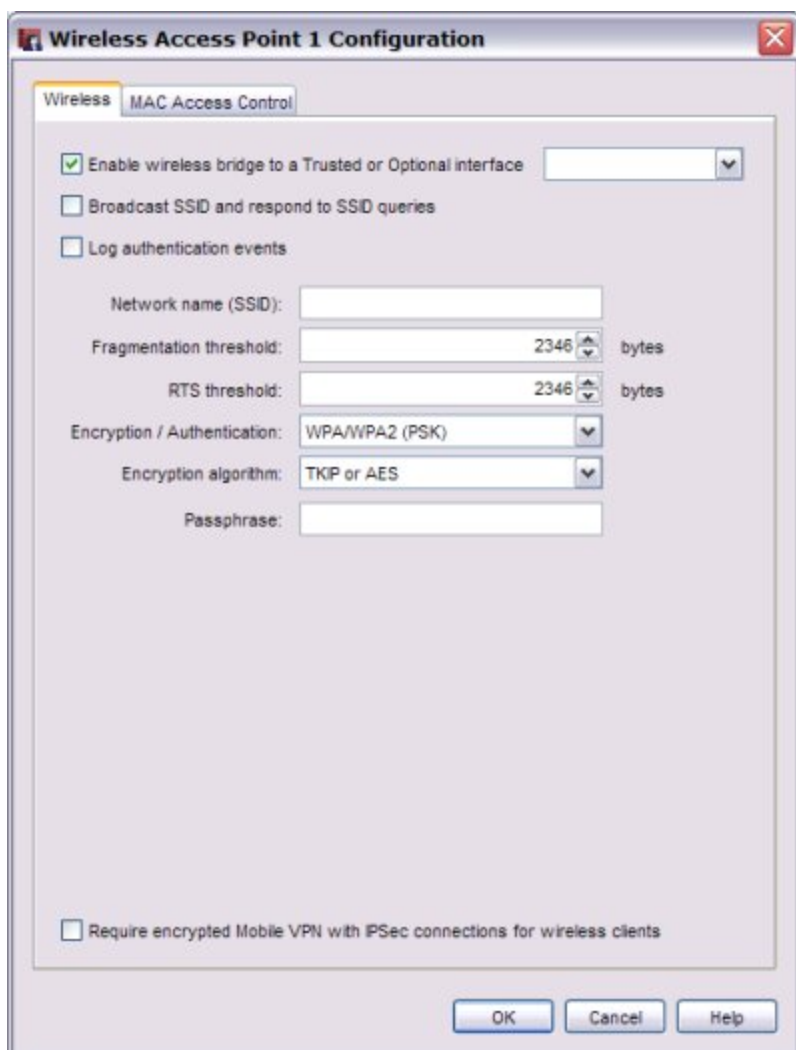 Wireless Access Point 1 Configuration
Wireless MAC Access Control
Enable wireless bridge to a Trusted or Optional interface
Broadcast SSID and respond to SSID queries
Log authentication events
Network name (SSID):
Fragmentation threshold: 2346 bytes
RTS threshold: 2346 bytes
Encryption / Authentication: WPA/WPA2 (PSK)
Encryption algorithm: TKIP or AES
Passphrase:
Require encrypted Mobile VPN with IPSec connections for wireless clients
OK Cancel Help